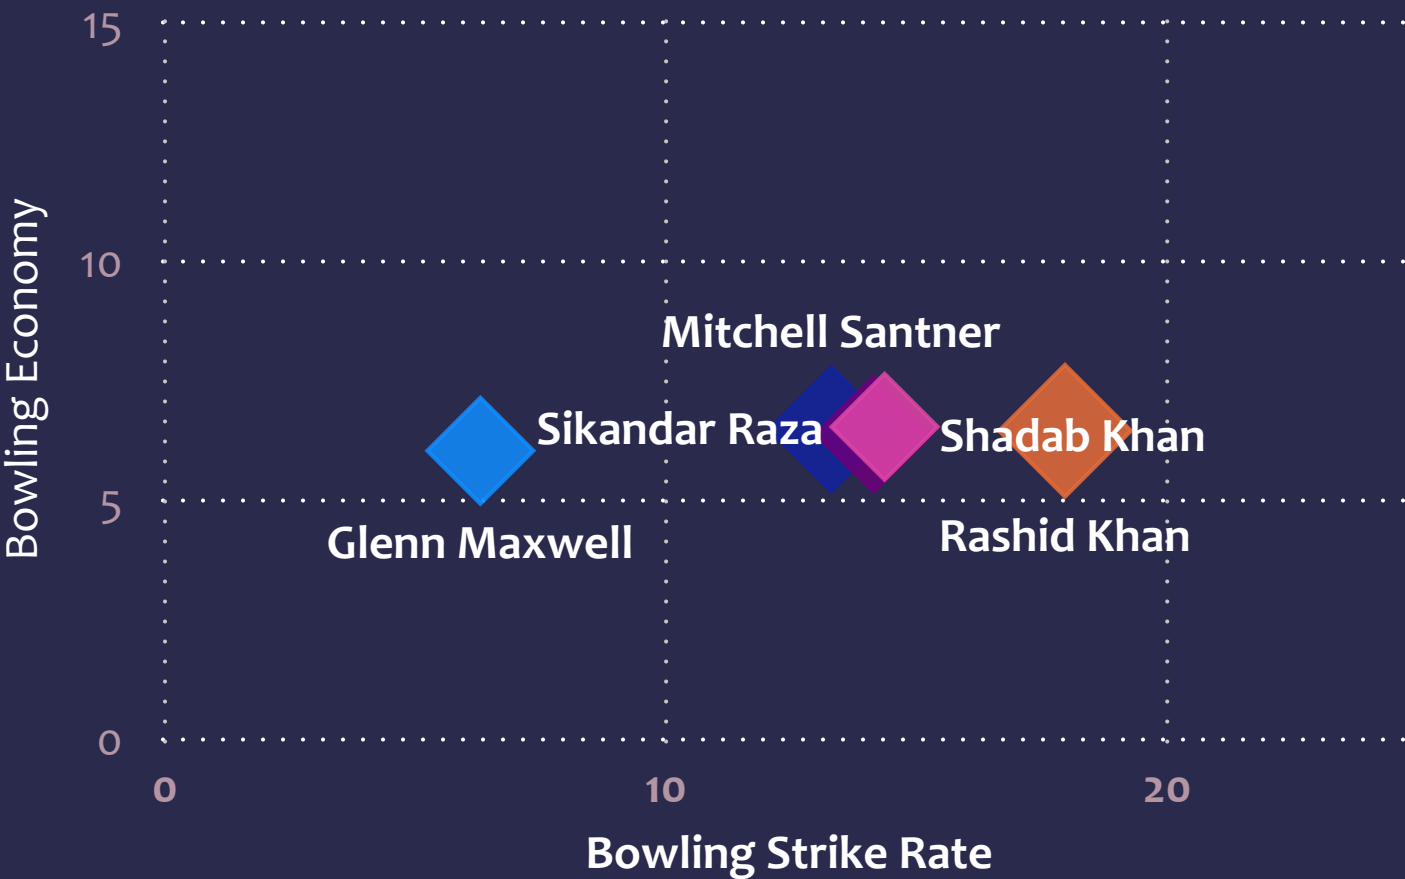 15
10
5
0
Bowling Economy
Mitchell Santner
Sikandar Raza
Shadab Khan
Glenn Maxwell
Rashid Khan
0
10
20
Bowling Strike Rate